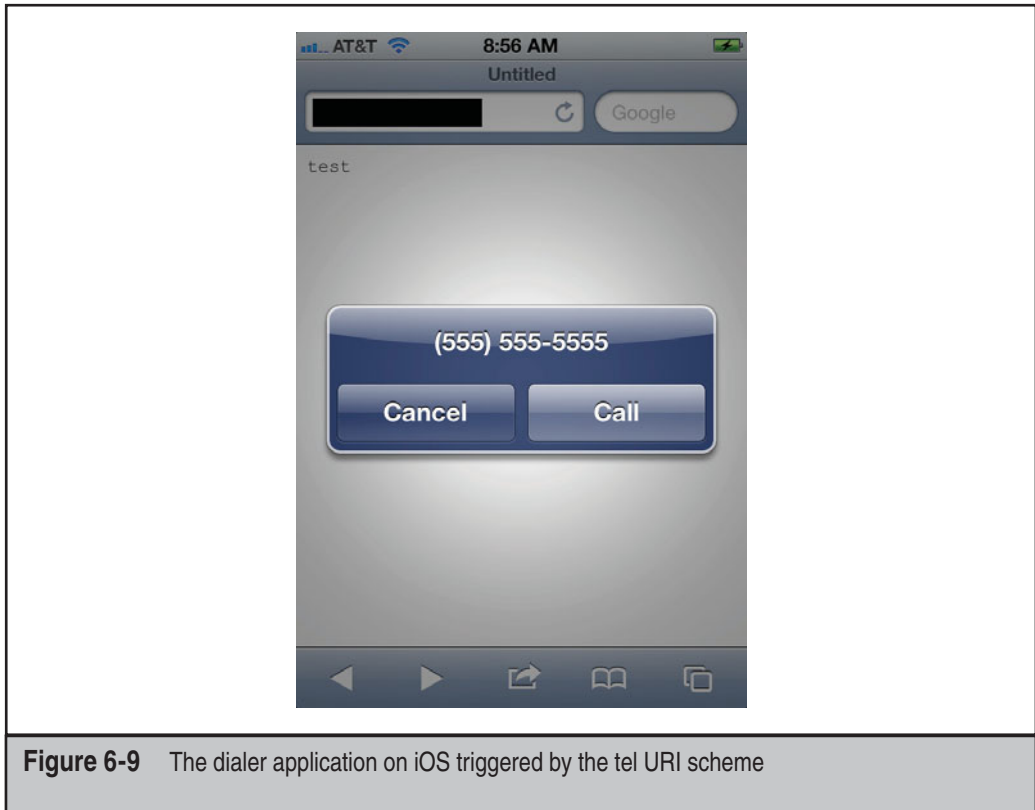 AT&T 8:56 AM
Untitled
Google
test
(555) 555-5555
Cancel Call
Figure 6-9 The dialer application on iOS triggered by the tel URI scheme